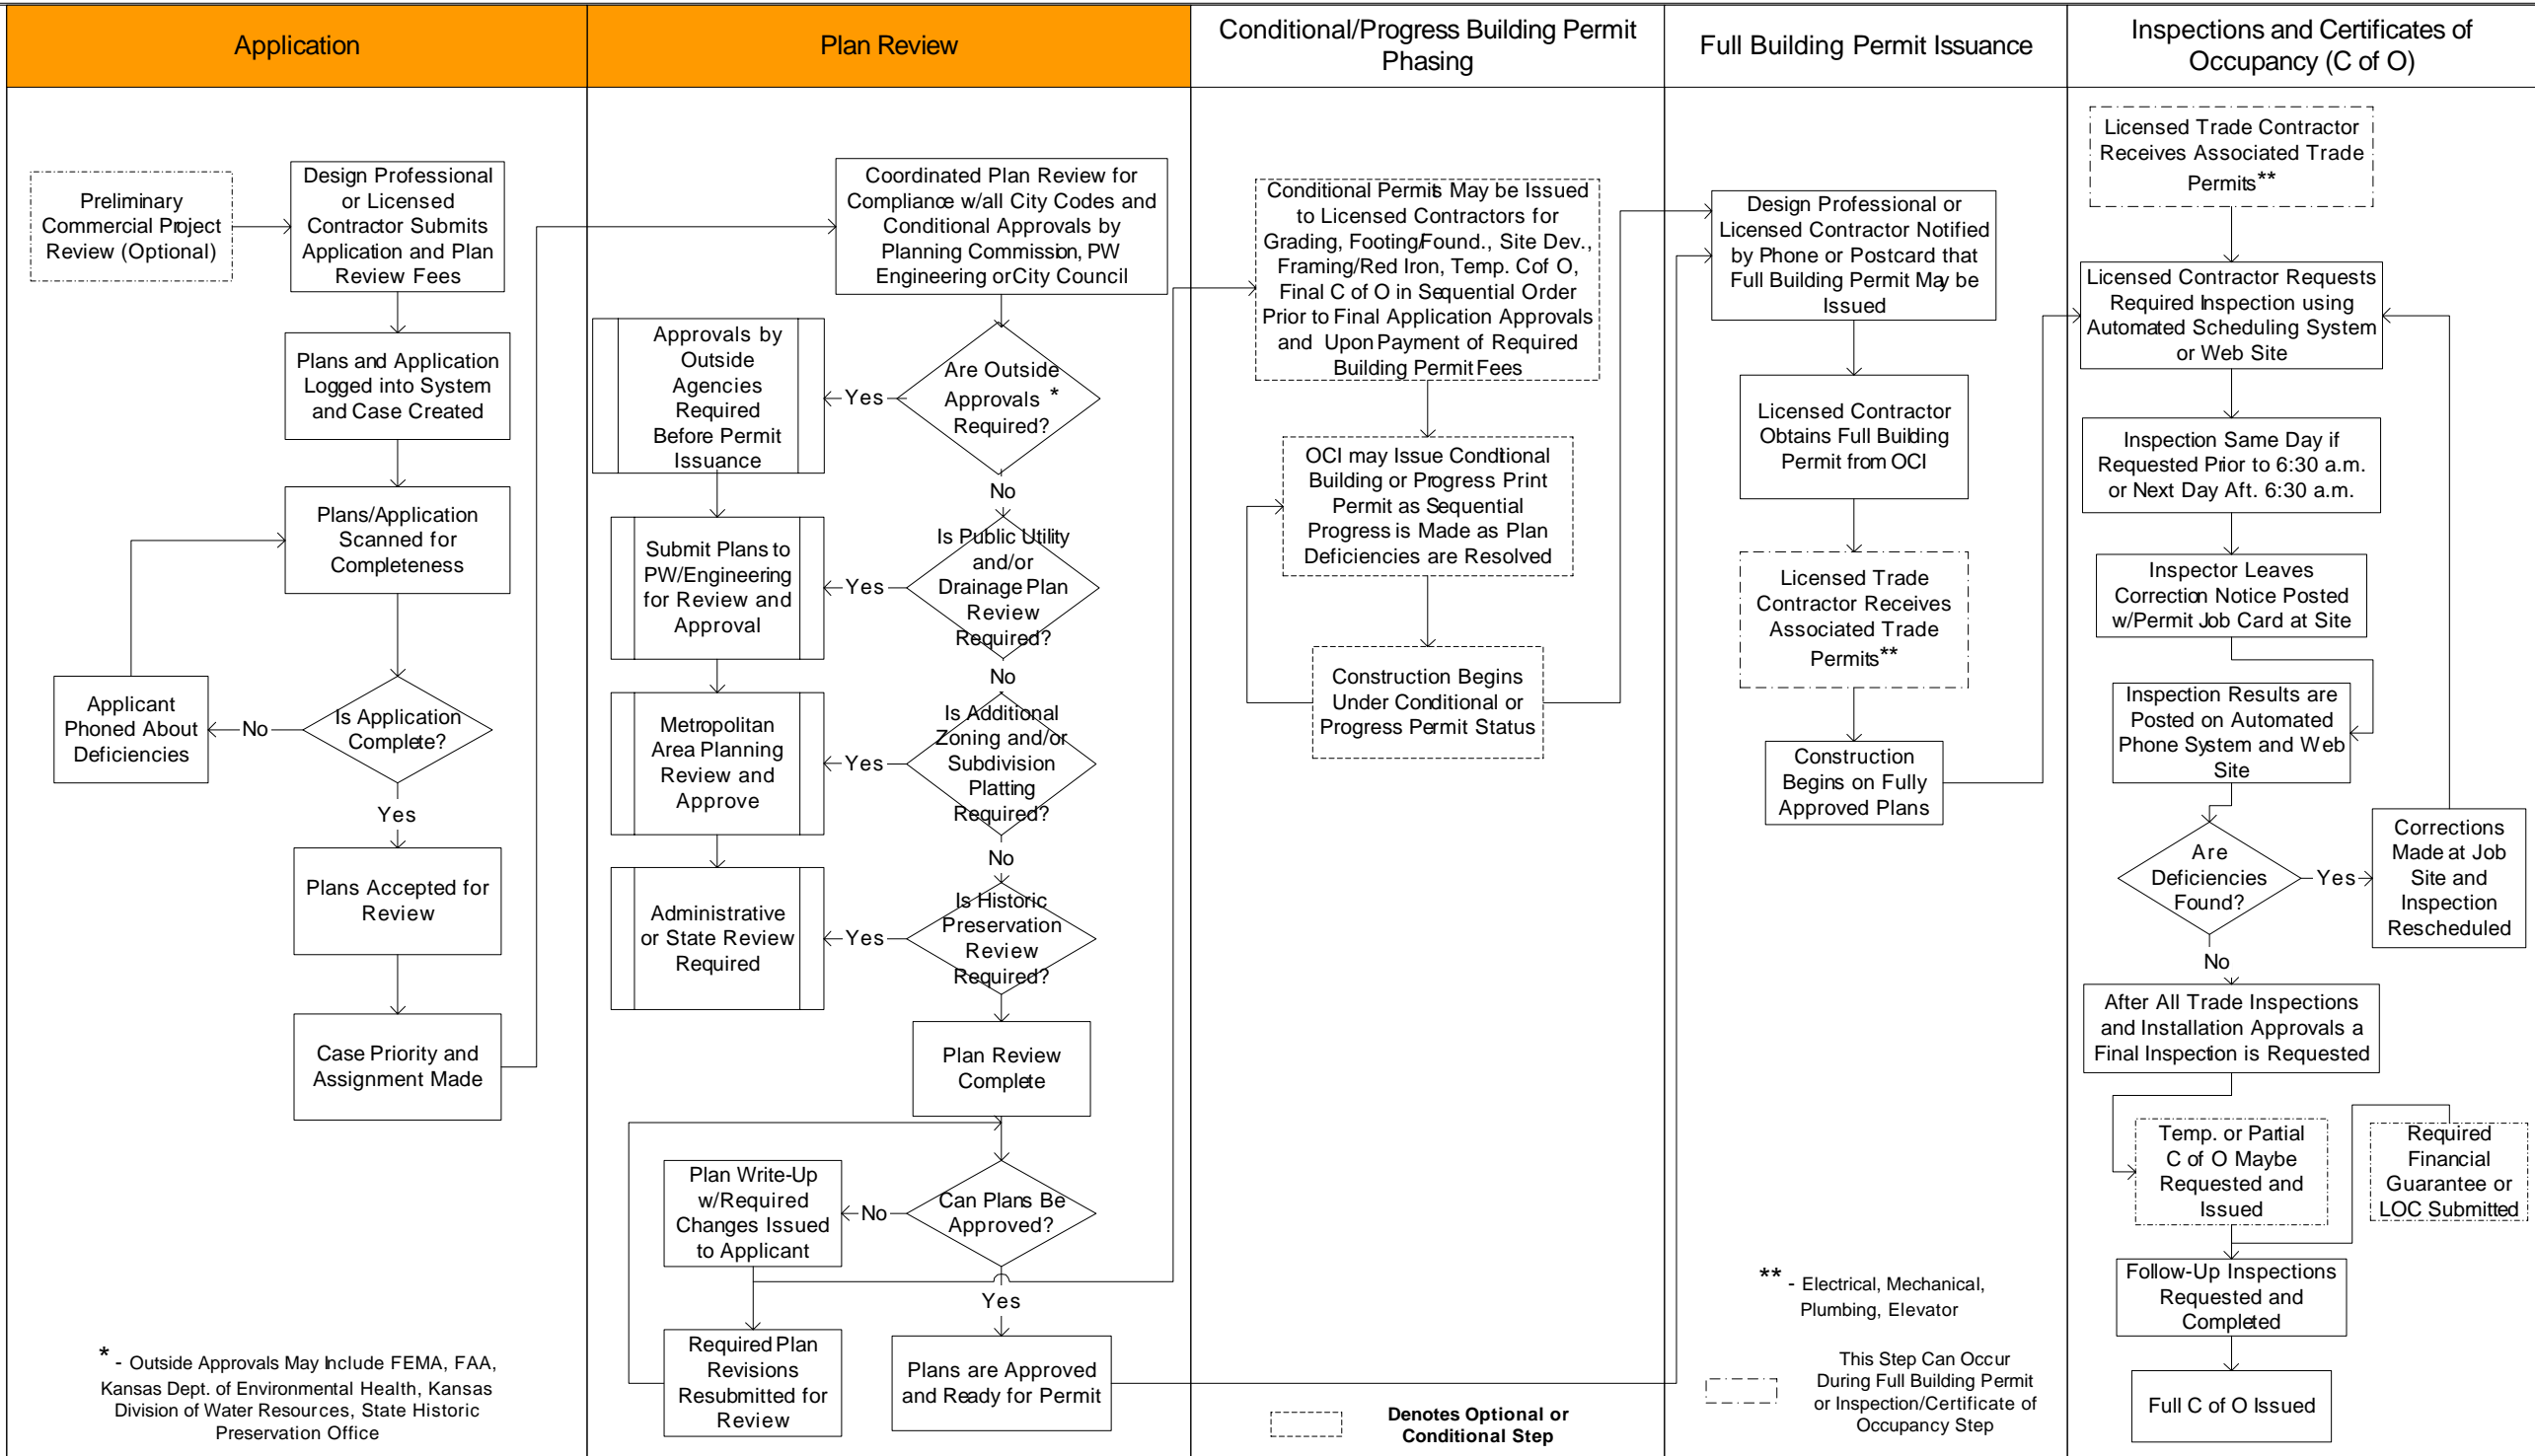 Application
Plan Review
Conditional/Progress Building Permit
Phasing
Full Building Permit Issuance
Inspections and Certificates of
Occupancy (C of O)
Preliminary
Commercial Project
Review (Optional)
Design Professional
or Licensed
Contractor Submits
Application and Plan
Review Fees
Plans and Application
Logged into System
and Case Created
Plans/Application
Scanned for
Completeness
Applicant
Phoned About
Deficiencies
No
Is Application
Complete?
Yes
Plans Accepted for
Review
Case Priority and
Assignment Made
* - Outside Approvals May Include FEMA, FAA,
Kansas Dept. of Environmental Health, Kansas
Division of Water Resources, State Historic
Preservation Office
Coordinated Plan Review for
Compliance w/all City Codes and
Conditional Approvals by
Planning Commission, PW
Engineering or City Council
Approvals by
Outside
Agencies
Required
Before Permit
Issuance
Yes
Are Outside
Approvals *
Required?
No
Submit Plans to
PW/Engineering
for Review and
Approval
Yes
Is Public Utility
and/or
Drainage Plan
Review
Required?
No
Metropolitan
Area Planning
Review and
Approve
Yes
Is Additional
Zoning and/or
Subdivision
Platting
Required?
No
Administrative
or State Review
Required
Yes
Is Historic
Preservation
Review
Required?
Plan Review
Complete
Plan Write-Up
w/Required
Changes Issued
to Applicant
No
Can Plans Be
Approved?
Yes
Required Plan
Revisions
Resubmitted for
Review
Plans are Approved
and Ready for Permit
Conditional Permits May be Issued
to Licensed Contractors for
Grading, Footing/Found., Site Dev.,
Framing/Red Iron, Temp. Cof O,
Final C of O in Sequential Order
Prior to Final Application Approvals
and Upon Payment of Required
Building Permit Fees
OCI may Issue Conditional
Building or Progress Print
Permit as Sequential
Progress is Made as Plan
Deficiencies are Resolved
Construction Begins
Under Conditional or
Progress Permit Status
Denotes Optional or
Conditional Step
Design Professional or
Licensed Contractor Notified
by Phone or Postcard that
Full Building Permit May be
Issued
Licensed Contractor
Obtains Full Building
Permit from OCI
Licensed Trade
Contractor Receives
Associated Trade
Permits**
Construction
Begins on Fully
Approved Plans
** - Electrical, Mechanical,
Plumbing, Elevator
This Step Can Occur
During Full Building Permit
or Inspection/Certificate of
Occupancy Step
Licensed Trade Contractor
Receives Associated Trade
Permits**
Licensed Contractor Requests
Required Inspection using
Automated Scheduling System
or Web Site
Inspection Same Day if
Requested Prior to 6:30 a.m.
or Next Day Aft. 6:30 a.m.
Inspector Leaves
Correction Notice Posted
w/Permit Job Card at Site
Inspection Results are
Posted on Automated
Phone System and Web
Site
Are
Deficiencies
Found?
Yes
Corrections
Made at Job
Site and
Inspection
Rescheduled
No
After All Trade Inspections
and Installation Approvals a
Final Inspection is Requested
Temp. or Partial
C of O Maybe
Requested and
Issued
Required
Financial
Guarantee or
LOC Submitted
Follow-Up Inspections
Requested and
Completed
Full C of O Issued